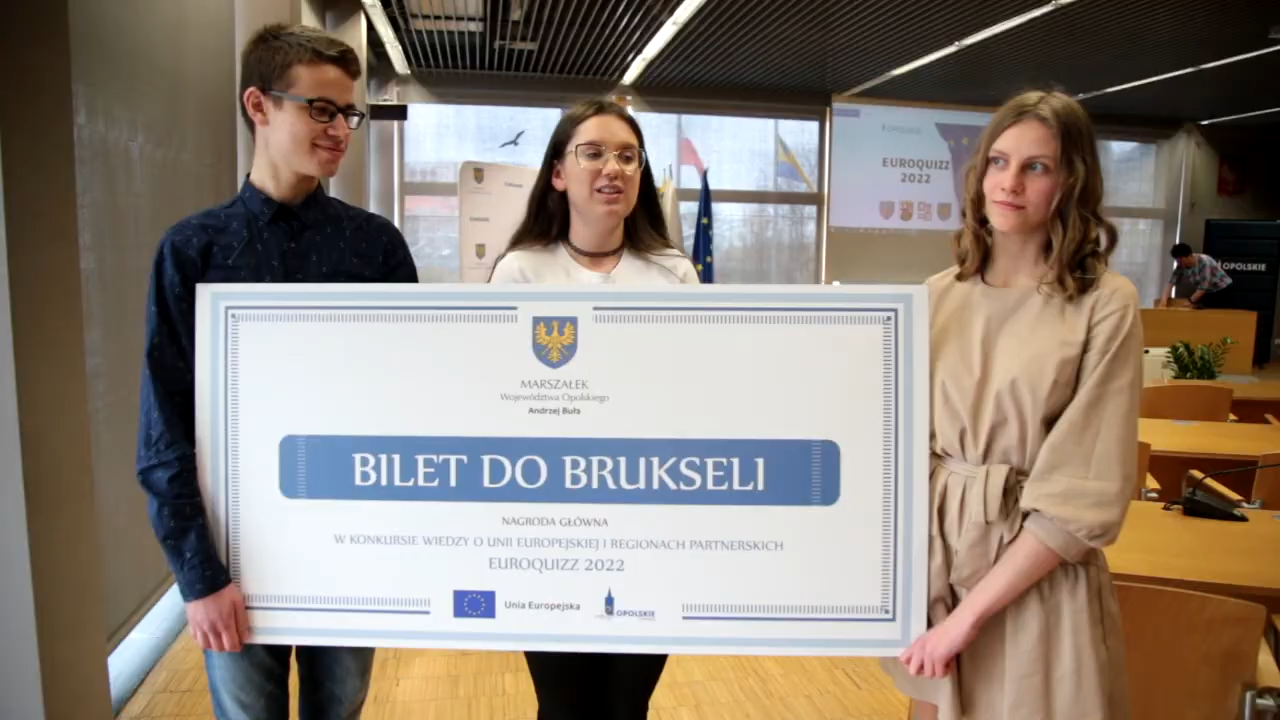 OPOLSKIE
EUROQUIZZ
2022
OPOLSKIE
MARSZAŁEK
Województwa Opolskiego
Andrzej Buła
BILET DO BRUKSELI
NAGRODA GŁÓWNA
W KONKURSIE WIEDZY O UNII EUROPEJSKIEJ I REGIONACH PARTNERSKICH
EUROQUIZZ 2022
Unia Europejska
OPOLSKIE